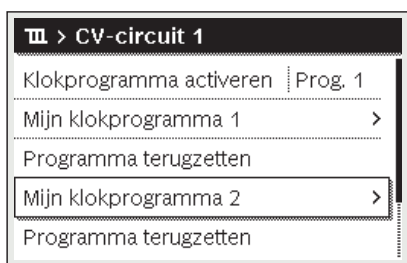 > CV-circuit 1
Klokprogramma activeren Prog. 1
Mijn klokprogramma 1 >
Programma terugzetten
Mijn klokprogramma 2 >
Programma terugzetten